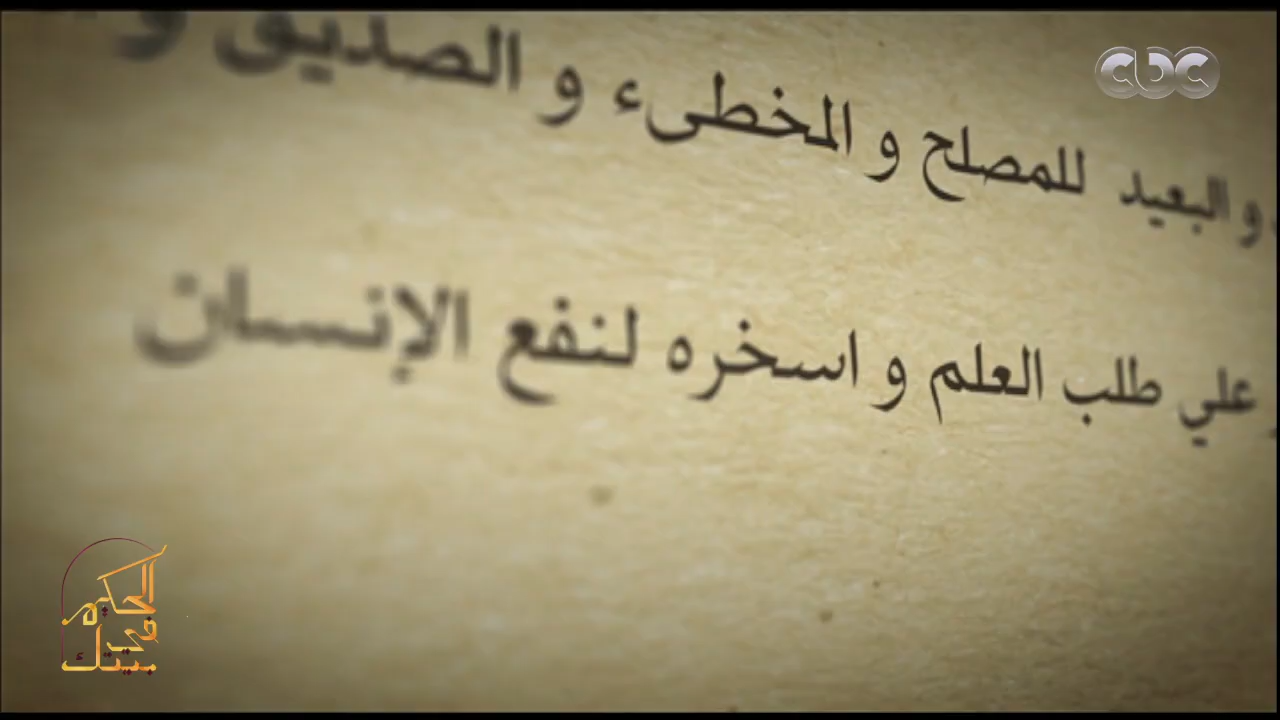 cbc
والبعيد للمصلح و المخطىء و الصديق و
علي طلب العلم و اسخره لنفع الإنسان
الحكيم
في
بيتك